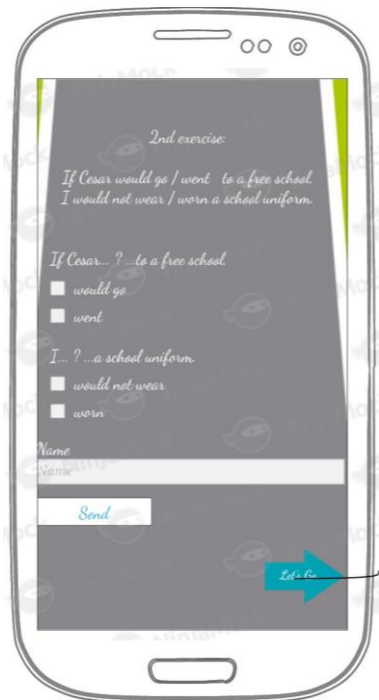 2nd exercise:
If Cesar would go / went to a free school,
I would not wear / worn a school uniform.
If Cesar... ? ...to a free school
would go
went
I... ? ...a school uniform.
would not wear
worn
Name
Name
Send
Let's Go